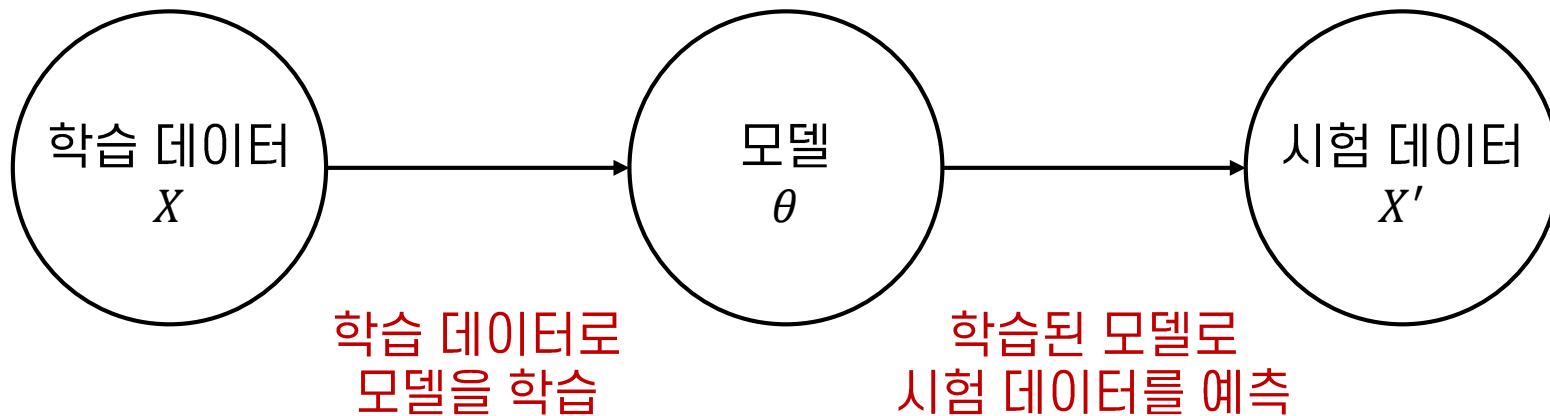 학습 데이터
X
모델
θ
시험 데이터
X′
학습 데이터로
모델을 학습
학습된 모델로
시험 데이터를 예측